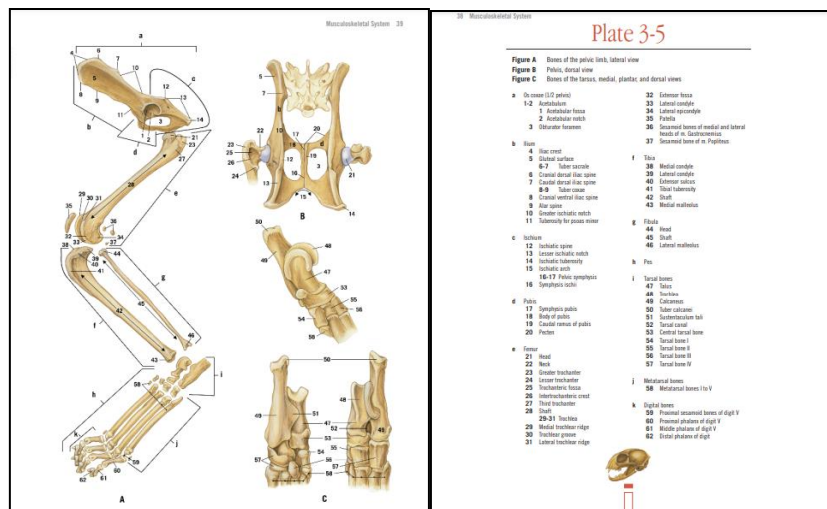 Musculoskeletal System 39
a
b
c
d
e
f
g
h
i
j
k
A
B
C
38 Musculoskeletal System
Plate 3-5
Figure A Bones of the pelvic limb, lateral view
Figure B Pelvis, dorsal view
Figure C Bones of the tarsus, medial, plantar, and dorsal views
a Os coxae (1/2 pelvis)
1-2 Acetabulum
1 Acetabular fossa
2 Acetabular notch
3 Obturator foramen
b Ilium
4 Iliac crest
5 Gluteal surface
6-7 Tuber sacrale
6 Cranial dorsal iliac spine
7 Caudal dorsal iliac spine
8-9 Tuber coxae
8 Cranial ventral iliac spine
9 Alar spine
10 Greater ischiatic notch
11 Tuberosity for psoas minor
c Ischium
12 Ischiatic spine
13 Lesser ischiatic notch
14 Ischiatic tuberosity
15 Ischiatic arch
16-17 Pelvic symphysis
16 Symphysis ischii
d Pubis
17 Symphysis pubis
18 Body of pubis
19 Caudal ramus of pubis
20 Pecten
e Femur
21 Head
22 Neck
23 Greater trochanter
24 Lesser trochanter
25 Trochanteric fossa
26 Intertrochanteric crest
27 Third trochanter
28 Shaft
29-31 Trochlea
29 Medial trochlear ridge
30 Trochlear groove
31 Lateral trochlear ridge
32 Extensor fossa
33 Lateral condyle
34 Lateral epicondyle
35 Patella
36 Sesamoid bones of medial and lateral
heads of m. Gastrocnemius
37 Sesamoid bone of m. Popliteus
f Tibia
38 Medial condyle
39 Lateral condyle
40 Extensor sulcus
41 Tibial tuberosity
42 Shaft
43 Medial malleolus
g Fibula
44 Head
45 Shaft
46 Lateral malleolus
h Pes
i Tarsal bones
47 Talus
48 Trochlea
49 Calcaneus
50 Tuber calcanei
51 Sustentaculum tali
52 Tarsal canal
53 Central tarsal bone
54 Tarsal bone I
55 Tarsal bone II
56 Tarsal bone III
57 Tarsal bone IV
j Metatarsal bones
58 Metatarsal bones I to V
k Digital bones
59 Proximal sesamoid bones of digit V
60 Proximal phalanx of digit V
61 Middle phalanx of digit V
62 Distal phalanx of digit